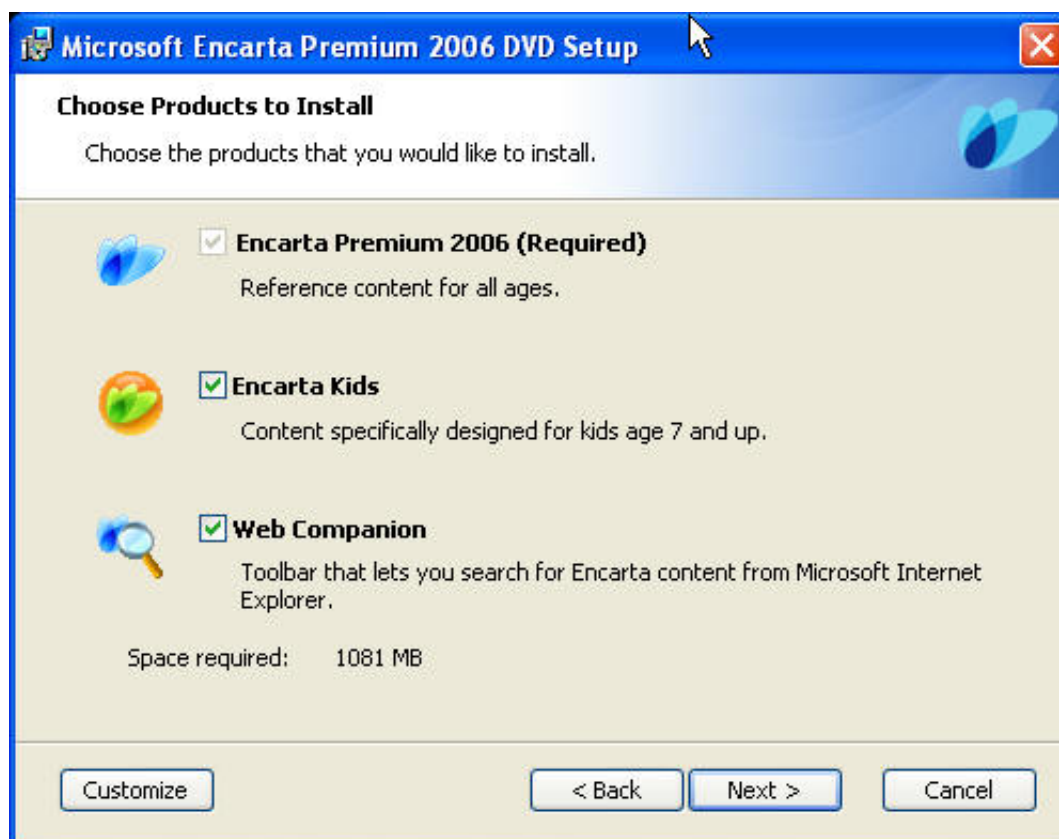 Microsoft Encarta Premium 2006 DVD Setup
Choose Products to Install
Choose the products that you would like to install.
Encarta Premium 2006 (Required)
Reference content for all ages.
Encarta Kids
Content specifically designed for kids age 7 and up.
Web Companion
Toolbar that lets you search for Encarta content from Microsoft Internet
Explorer.
Space required: 1081 MB
Customize < Back Next > Cancel